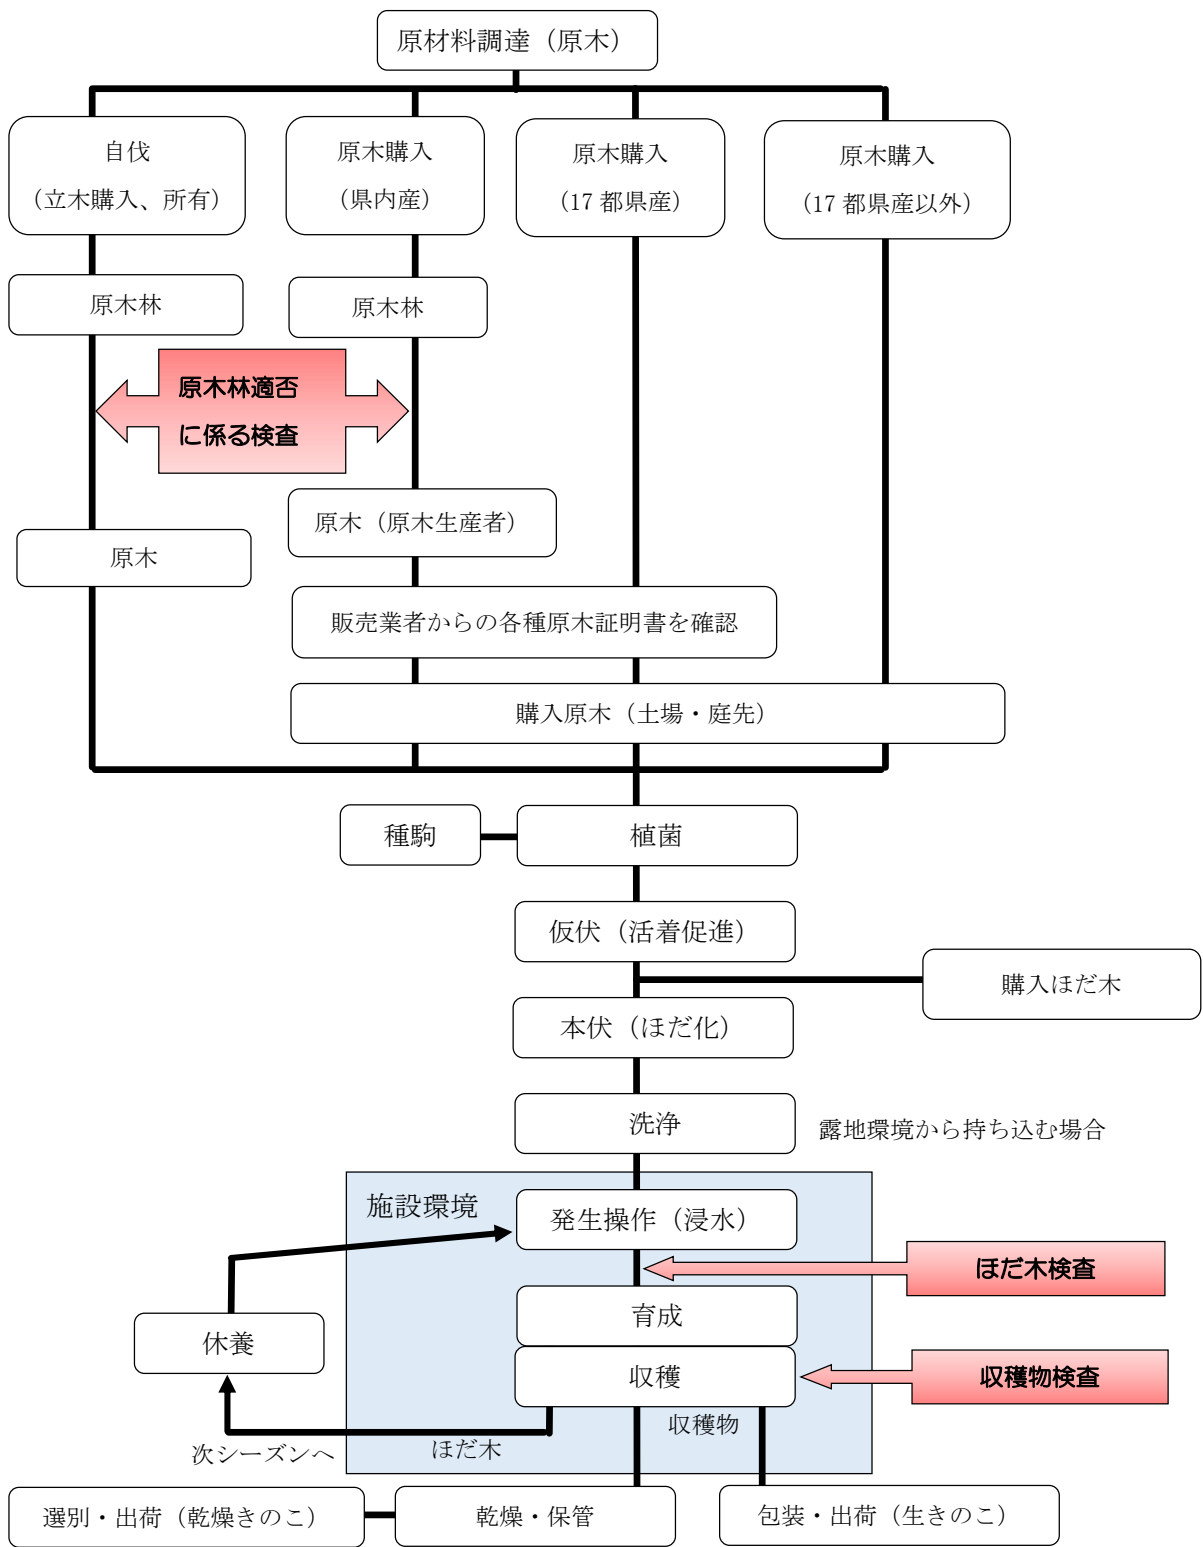 原材料調達（原木）
自伐
（立木購入、所有）
原木購入
（県内産）
原木購入
（17 都県産）
原木購入
（17 都県産以外）
原木林
原木林
原木林適否
に係る検査
原木（原木生産者）
原木
販売業者からの各種原木証明書を確認
購入原木（土場・庭先）
種駒
植菌
仮伏（活着促進）
購入ほだ木
本伏（ほだ化）
洗浄
露地環境から持ち込む場合
施設環境
発生操作（浸水）
ほだ木検査
育成
休養
収穫
収穫物検査
収穫物
ほだ木
次シーズンへ
選別・出荷（乾燥きのこ）
乾燥・保管
包装・出荷（生きのこ）